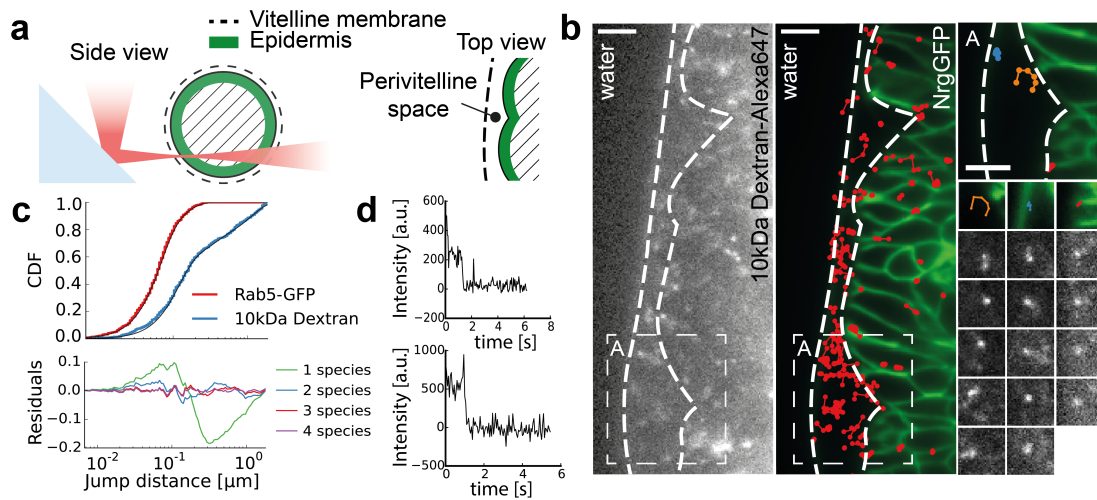 a
Vitelline membrane
Epidermis
Side view
Top view
Perivitelline
space
b
water
10kDa Dextran-Alexa647
A
water
NrgGFP
A
A
c
CDF
1.0
0.8
0.6
0.4
0.2
0.0
Rab5-GFP
10kDa Dextran
Residuals
0.1
0.0
−0.1
−0.2
1 species
2 species
3 species
4 species
10⁻² 10⁻¹ 10⁰
Jump distance [µm]
d
Intensity [a.u.]
600
400
200
0
−200
0 2 4 6 8
time [s]
Intensity [a.u.]
1000
500
0
−500
0 2 4 6
time [s]